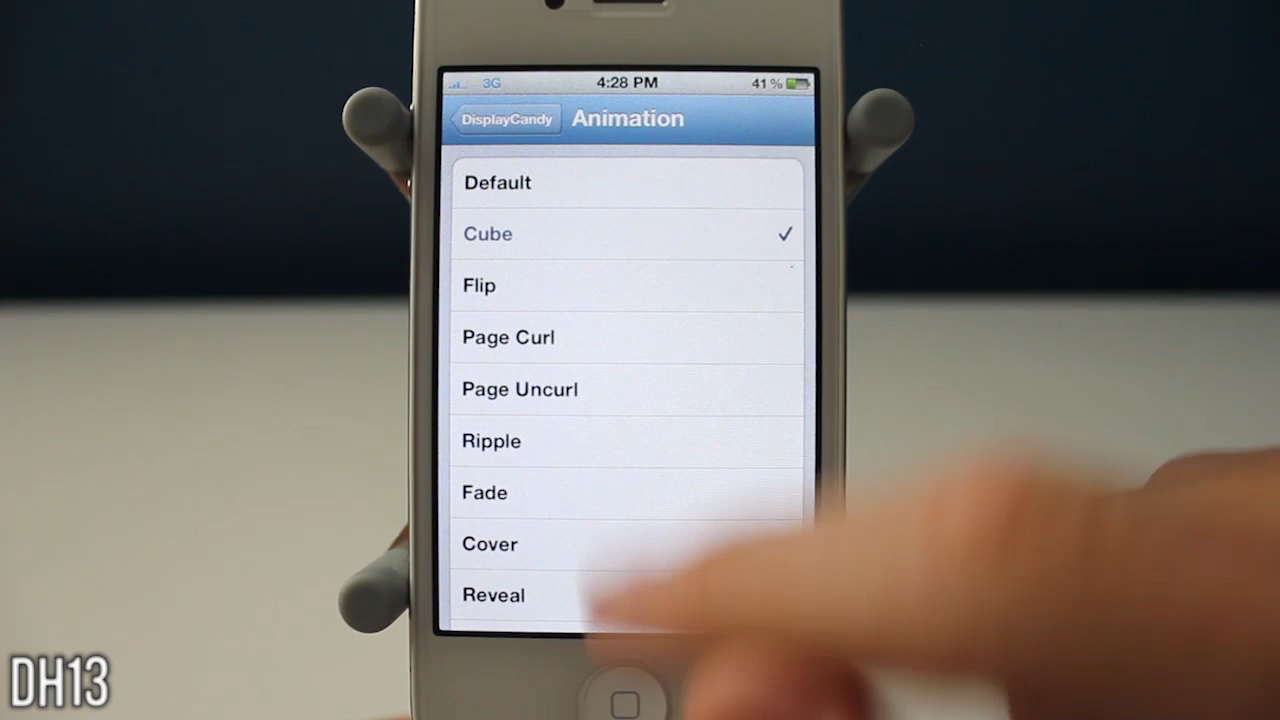 3G 4:28 PM 41%
DisplayCandy Animation
Default
Cube
Flip
Page Curl
Page Uncurl
Ripple
Fade
Cover
Reveal
DH13